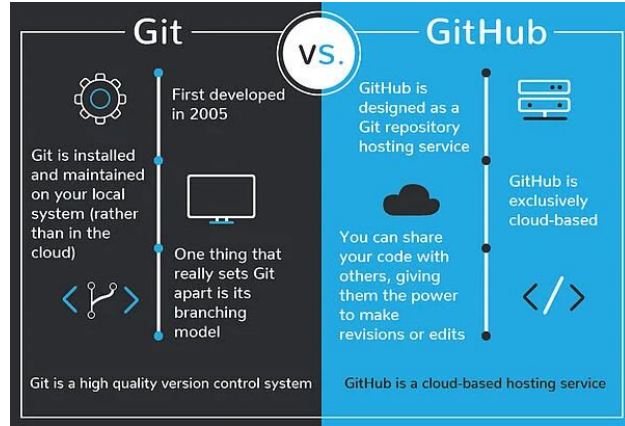 Git
VS.
GitHub
First developed
in 2005
Git is installed
and maintained
on your local
system (rather
than in the
cloud)
One thing that
really sets Git
apart is its
branching
model
Git is a high quality version control system
GitHub is
designed as a
Git repository
hosting service
GitHub is
exclusively
cloud-based
You can share
your code with
others, giving
them the power
to make
revisions or edits
GitHub is a cloud-based hosting service